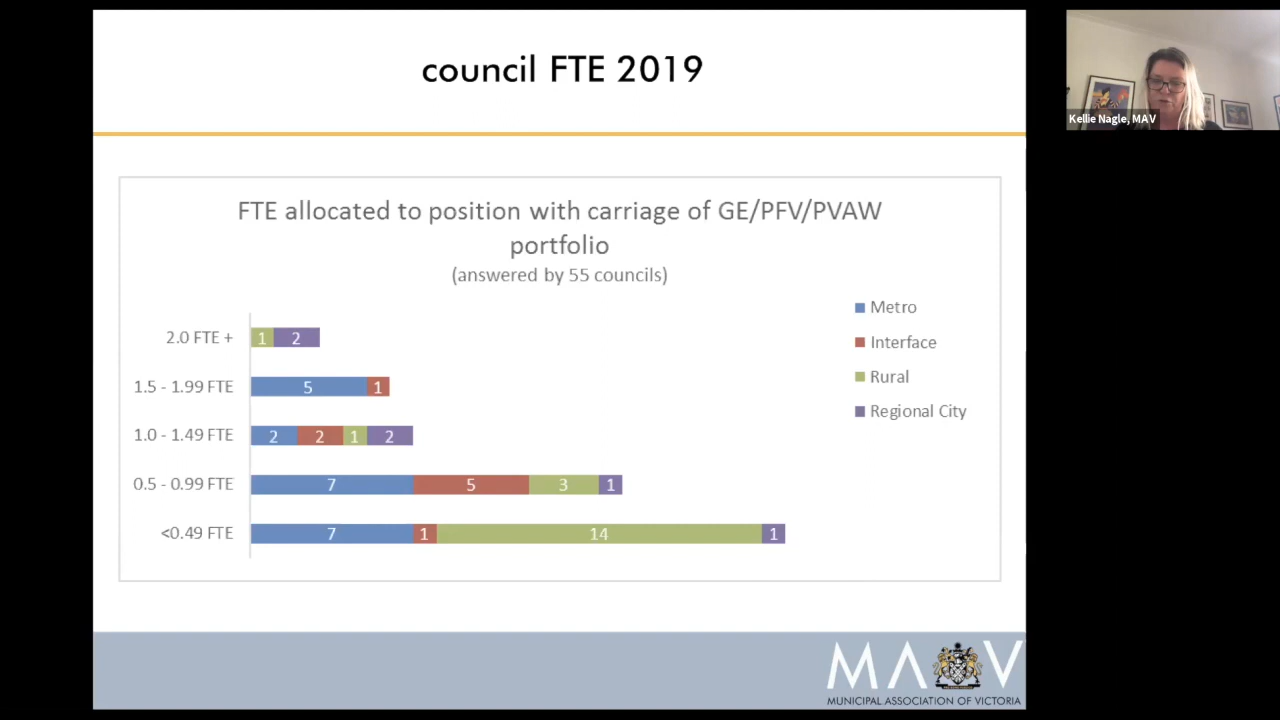 council FTE 2019
Kellie Nagle, MAV
FTE allocated to position with carriage of GE/PFV/PVAW
portfolio
(answered by 55 councils)
Metro
Interface
Rural
Regional City
2.0 FTE + 1 2
1.5 - 1.99 FTE 5 1
1.0 - 1.49 FTE 2 2 1 2
0.5 - 0.99 FTE 7 5 3 1
<0.49 FTE 7 1 14 1
MAV
MUNICIPAL ASSOCIATION OF VICTORIA